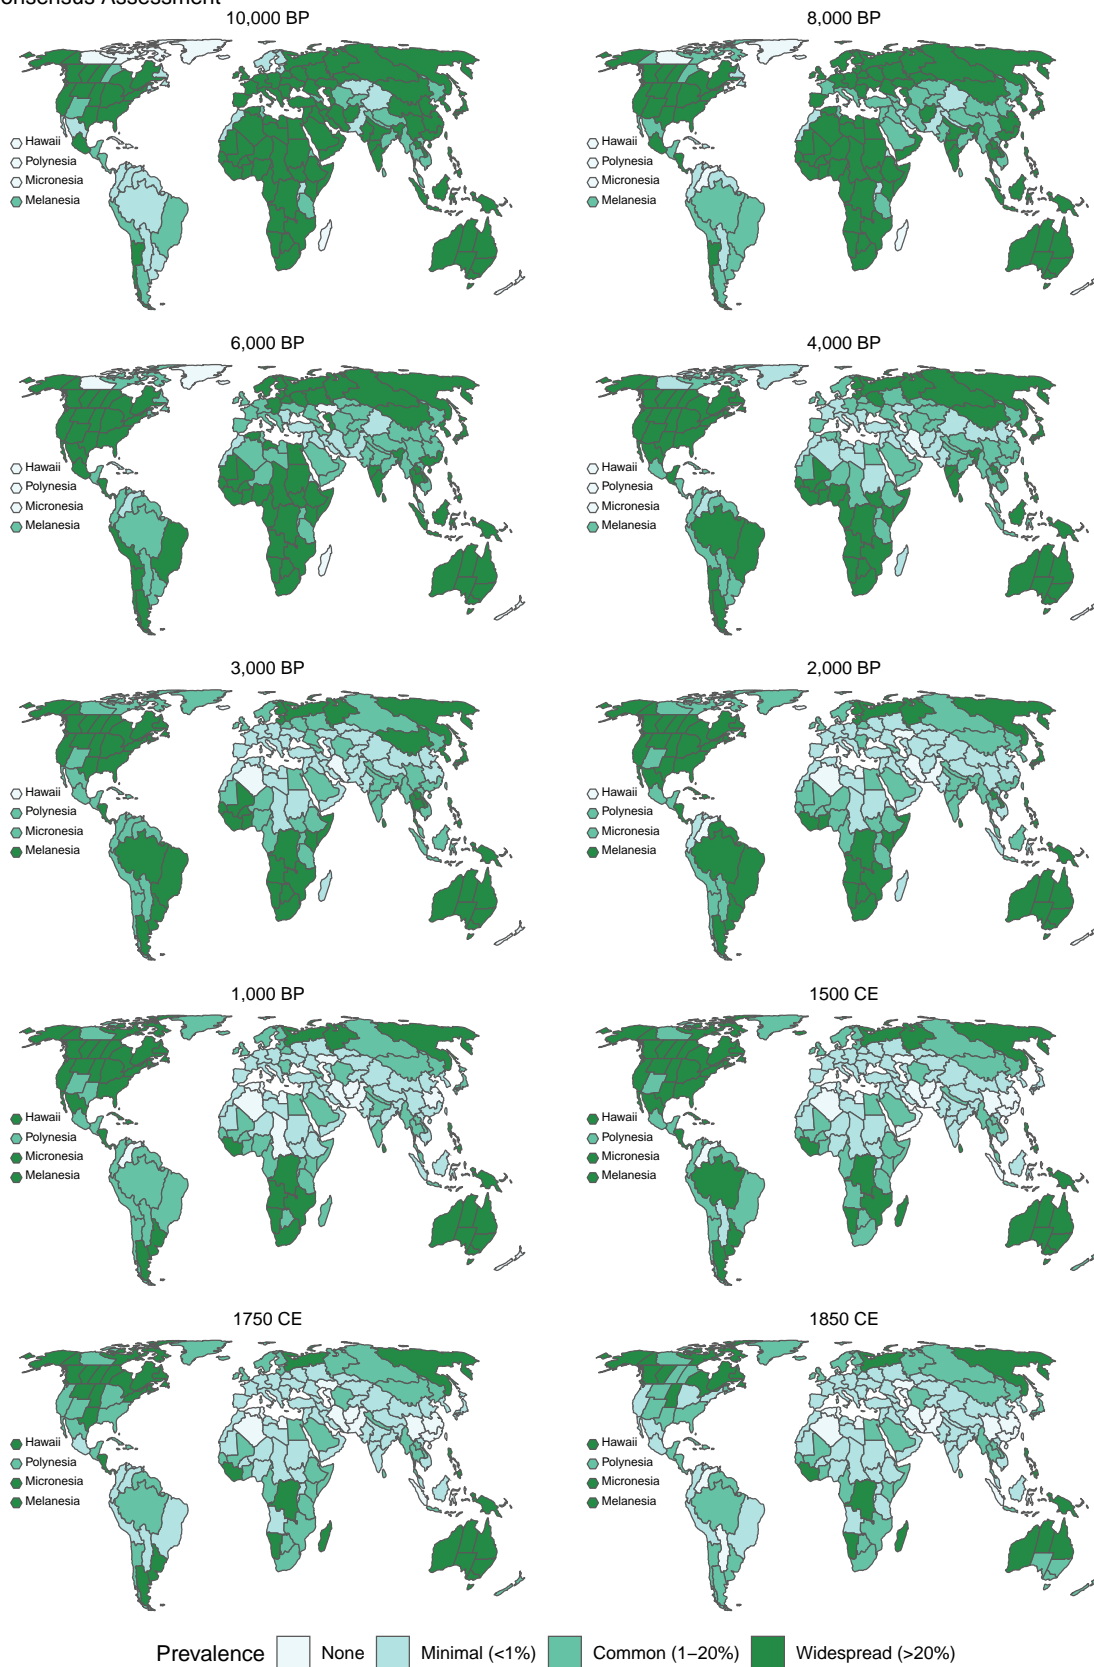 onsensus Assessment
10,000 BP
8,000 BP
Hawaii
Polynesia
Micronesia
Melanesia
Hawaii
Polynesia
Micronesia
Melanesia
6,000 BP
4,000 BP
Hawaii
Polynesia
Micronesia
Melanesia
Hawaii
Polynesia
Micronesia
Melanesia
3,000 BP
2,000 BP
Hawaii
Polynesia
Micronesia
Melanesia
Hawaii
Polynesia
Micronesia
Melanesia
1,000 BP
1500 CE
Hawaii
Polynesia
Micronesia
Melanesia
Hawaii
Polynesia
Micronesia
Melanesia
1750 CE
1850 CE
Hawaii
Polynesia
Micronesia
Melanesia
Hawaii
Polynesia
Micronesia
Melanesia
Prevalence None Minimal (<1%) Common (1–20%) Widespread (>20%)